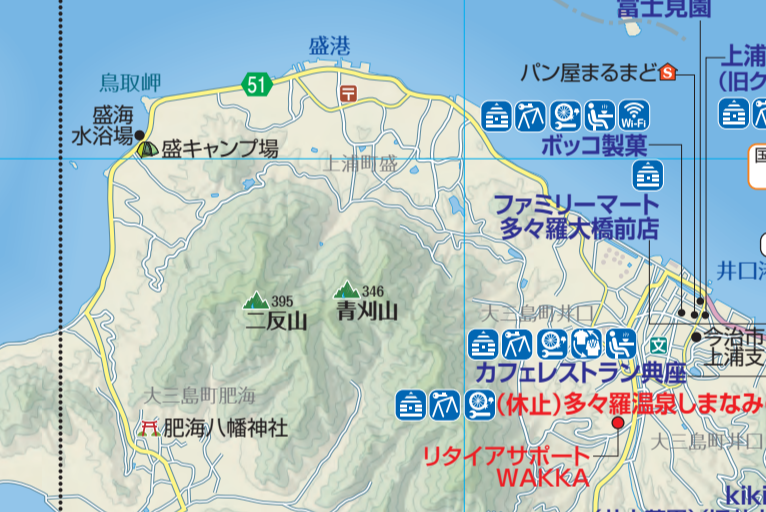 富士見園
盛港
パン屋まるまど
S
上浦
(旧ク
鳥取岬
51
盛海
水浴場
盛キャンプ場
Wi-Fi
ボッコ製菓
国
上浦町盛
ファミリーマート
多々羅大橋前店
井口港
395
二反山
346
青刈山
大三島町井口
文
今治市
上浦支
カフェレストラン典座
大三島町肥海
(休止)多々羅温泉しまなみ
肥海八幡神社
大三島町井口
リタイアサポート
WAKKA
kiki